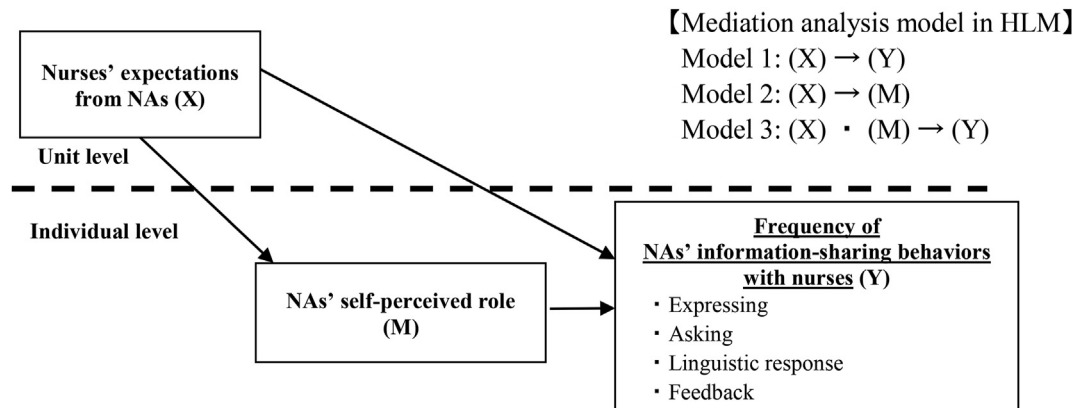 【Mediation analysis model in HLM】
Model 1: (X) → (Y)
Model 2: (X) → (M)
Model 3: (X) ・ (M) → (Y)
Nurses’ expectations
from NAs (X)
Unit level
Individual level
NAs’ self-perceived role
(M)
Frequency of
NAs’ information-sharing behaviors
with nurses (Y)
・Expressing
・Asking
・Linguistic response
・Feedback